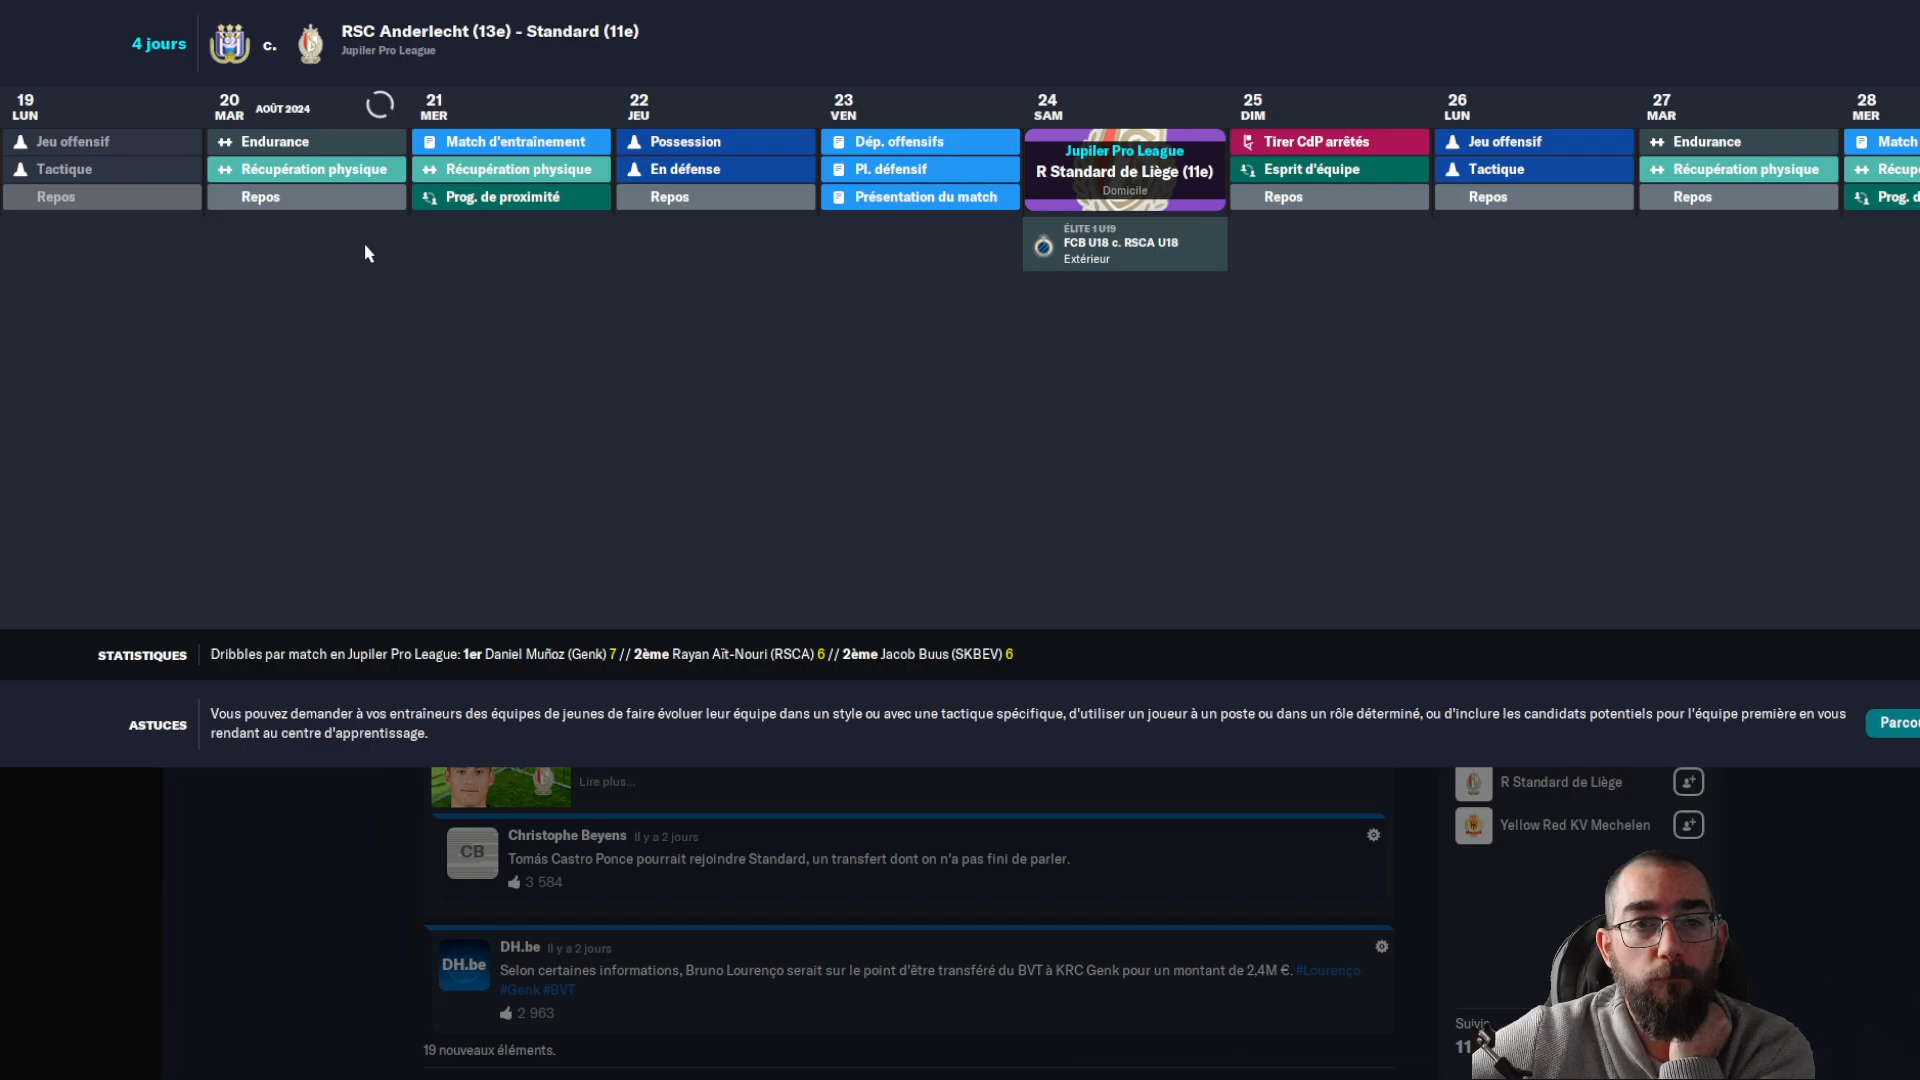 4 jours
c.
RSC Anderlecht (13e) - Standard (11e)
Jupiler Pro League
19
LUN
20
MAR
AOÛT 2024
21
MER
22
JEU
23
VEN
24
SAM
25
DIM
26
LUN
27
MAR
28
MER
Jeu offensif
Tactique
Repos
Endurance
Récupération physique
Repos
Match d'entraînement
Récupération physique
Prog. de proximité
Possession
En défense
Repos
Dép. offensifs
Pl. défensif
Présentation du match
Jupiler Pro League
R Standard de Liège (11e)
Domicile
ÉLITE 1 U19
FCB U18 c. RSCA U18
Extérieur
Tirer CdP arrêtés
Esprit d'équipe
Repos
Jeu offensif
Tactique
Repos
Endurance
Récupération physique
Repos
Match
Récup
Prog. d
STATISTIQUES
Dribbles par match en Jupiler Pro League: 1er Daniel Muñoz (Genk) 7 // 2ème Rayan Aït-Nouri (RSCA) 6 // 2ème Jacob Buus (SKBEV) 6
ASTUCES
Vous pouvez demander à vos entraîneurs des équipes de jeunes de faire évoluer leur équipe dans un style ou avec une tactique spécifique, d'utiliser un joueur à un poste ou dans un rôle déterminé, ou d'inclure les candidats potentiels pour l'équipe première en vous
rendant au centre d'apprentissage.
Parcou
Lire plus...
CB
Christophe Beyens Il y a 2 jours
Tomás Castro Ponce pourrait rejoindre Standard, un transfert dont on n'a pas fini de parler.
3 584
DH.be
DH.be Il y a 2 jours
Selon certaines informations, Bruno Lourenço serait sur le point d'être transféré du BVT à KRC Genk pour un montant de 2,4M €. #Lourenço
#Genk #BVT
2 963
19 nouveaux éléments.
R Standard de Liège
Yellow Red KV Mechelen
Suivis
11